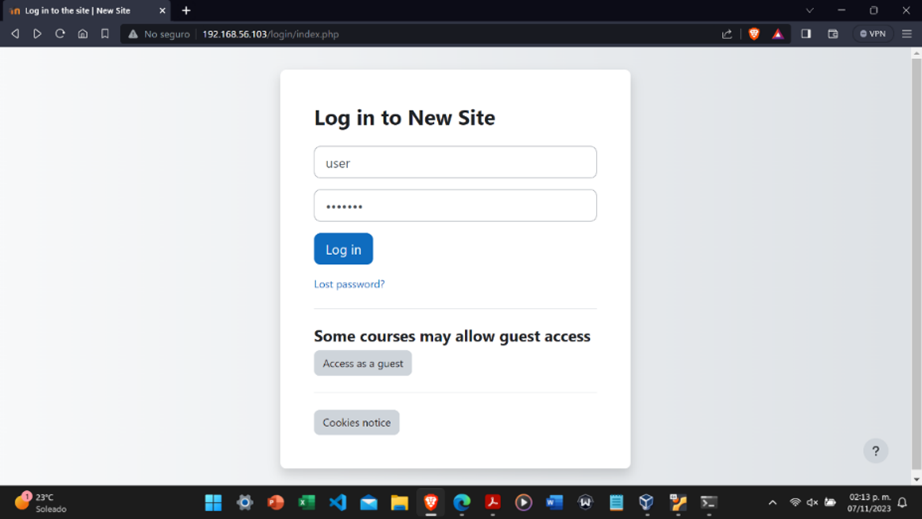 Log in to the site | New Site
No seguro
192.168.56.103/login/index.php
VPN
Log in to New Site
user
•••••••
Log in
Lost password?
Some courses may allow guest access
Access as a guest
Cookies notice
?
1
23°C
Soleado
02:13 p. m.
07/11/2023